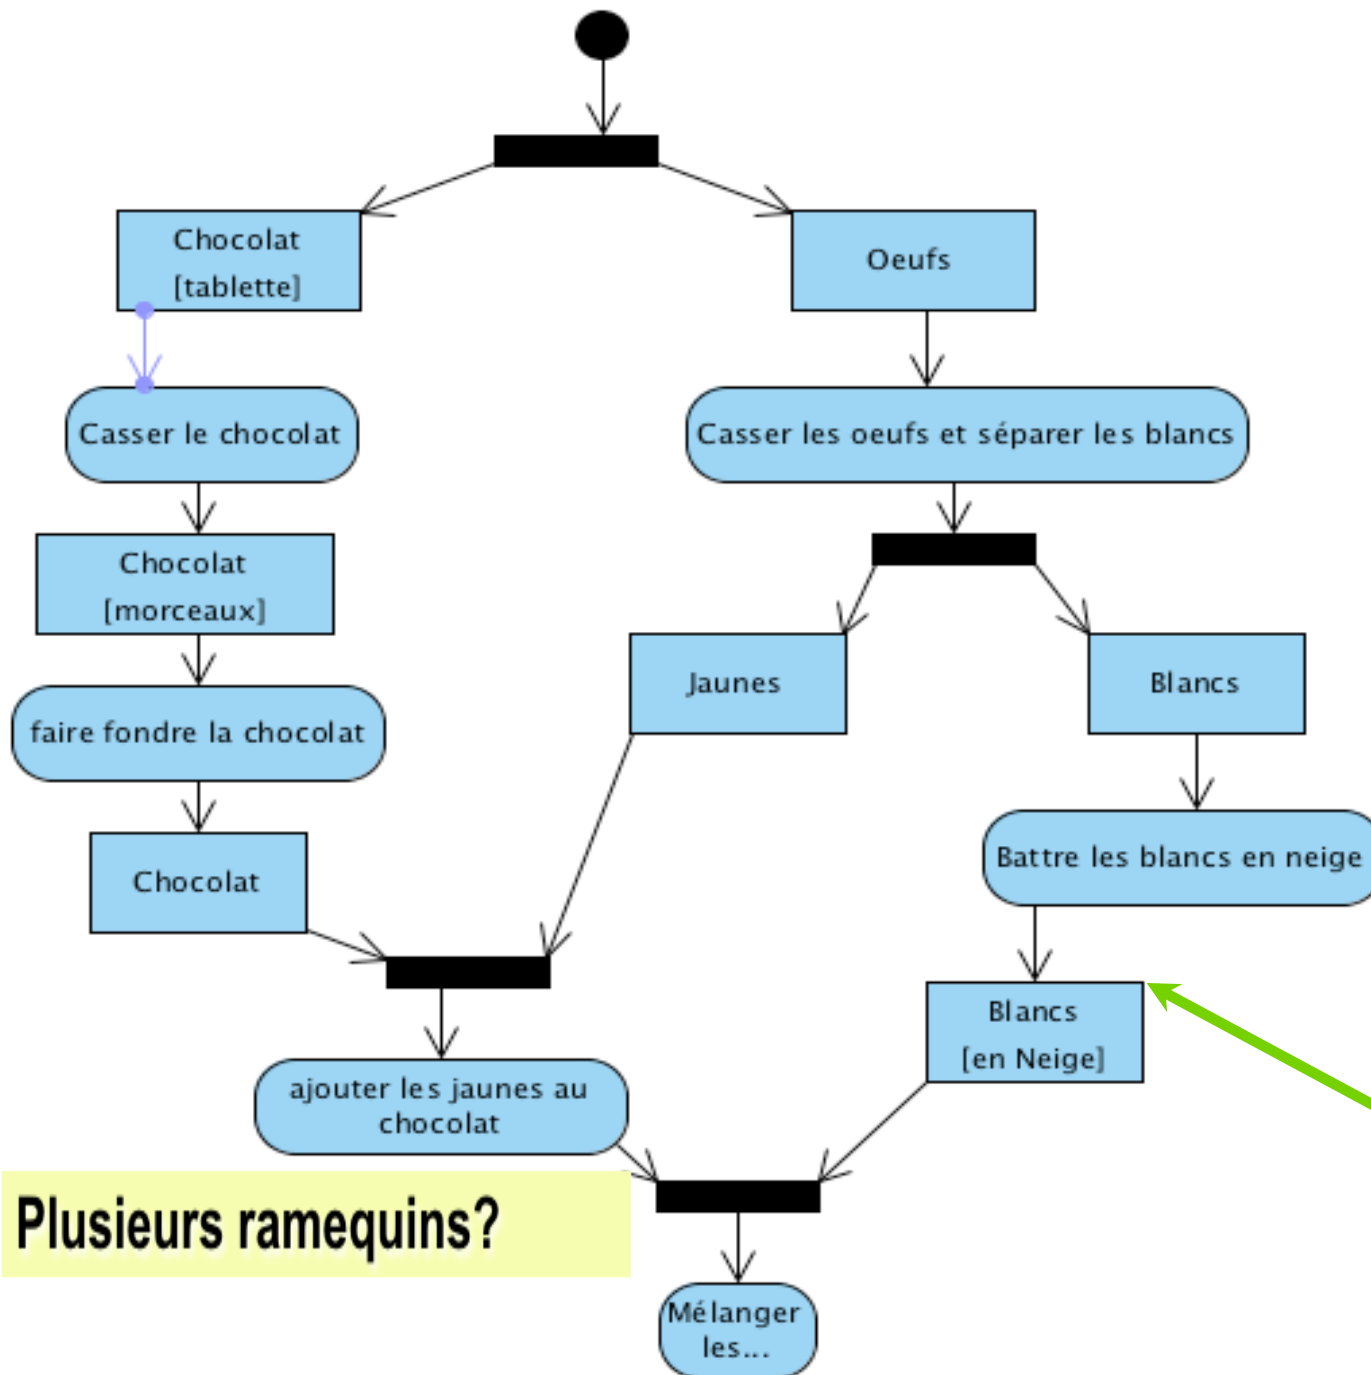 Chocolat
[tablette]
Oeufs
Casser le chocolat
Casser les oeufs et séparer les blancs
Chocolat
[morceaux]
Jaunes
Blancs
faire fondre la chocolat
Chocolat
Battre les blancs en neige
Blancs
[en Neige]
ajouter les jaunes au
chocolat
Plusieurs ramequins?
Mélanger
les...